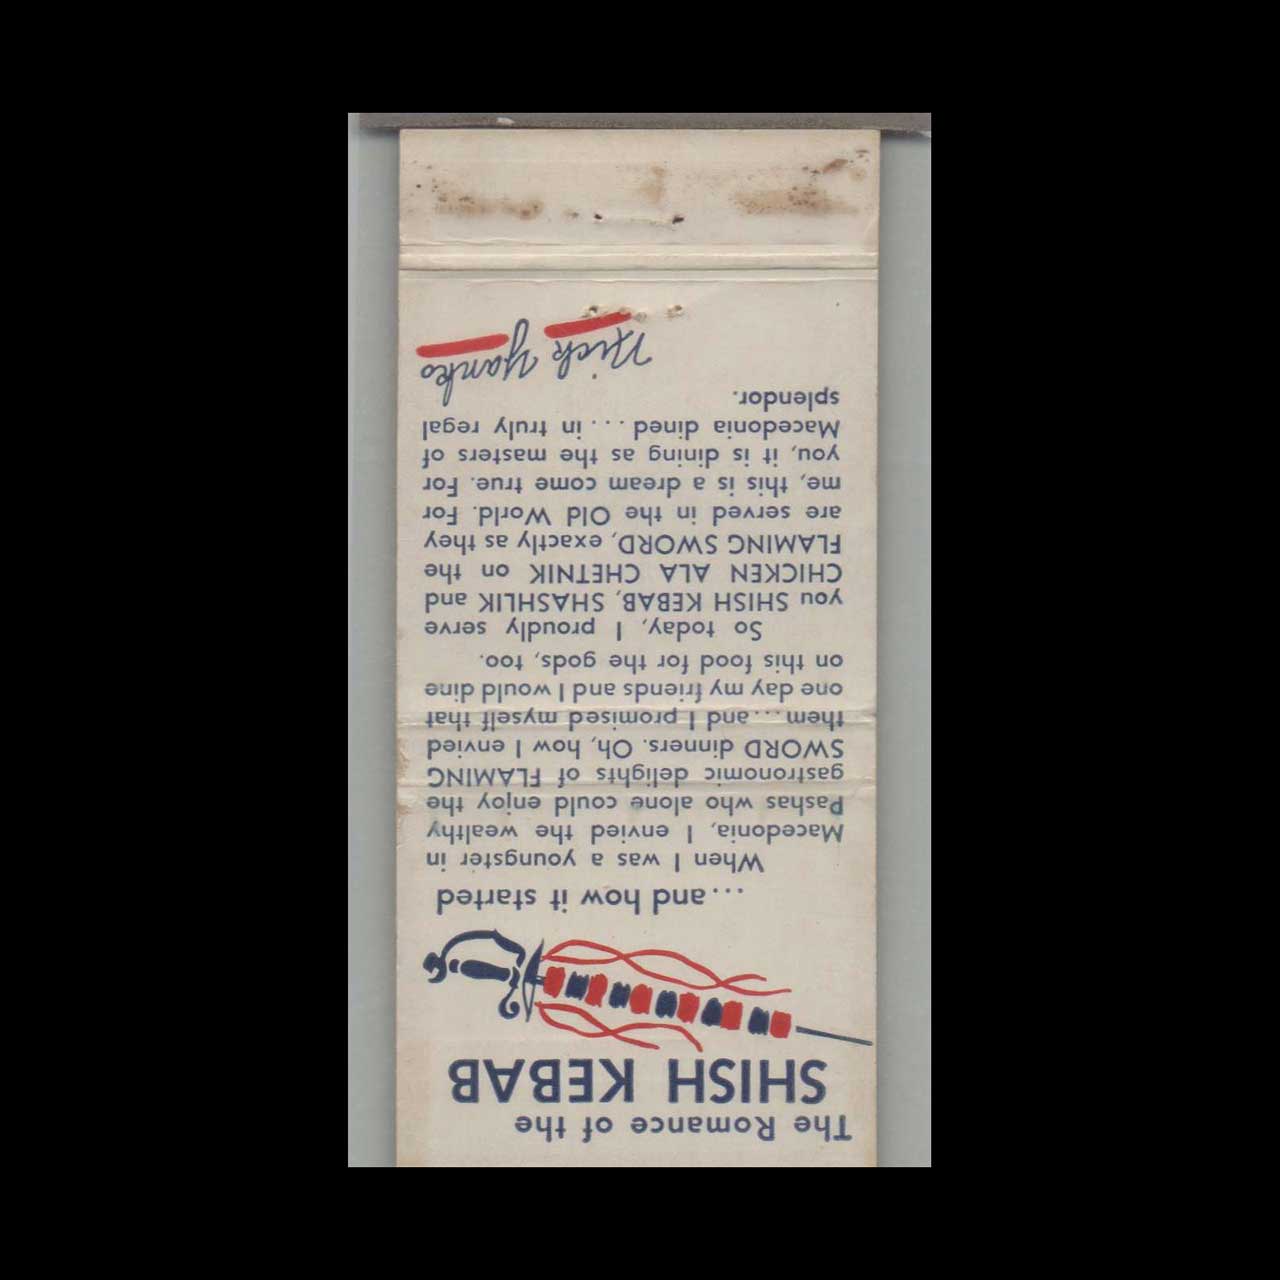 The Romance of the
SHISH KEBAB
...and how it started
When I was a youngster in
Macedonia, I envied the wealthy
Pashas who alone could enjoy the
gastronomic delights of FLAMING
SWORD dinners. Oh, how I envied
them...and I promised myself that
one day my friends and I would dine
on this food for the gods, too.
So today, I proudly serve
you SHISH KEBAB, SHASHLIK and
CHICKEN ALA CHETNIK on the
FLAMING SWORD, exactly as they
are served in the Old World. For
me, this is a dream come true. For
you, it is dining as the masters of
Macedonia dined ... in truly regal
splendor.
Nick Yanko